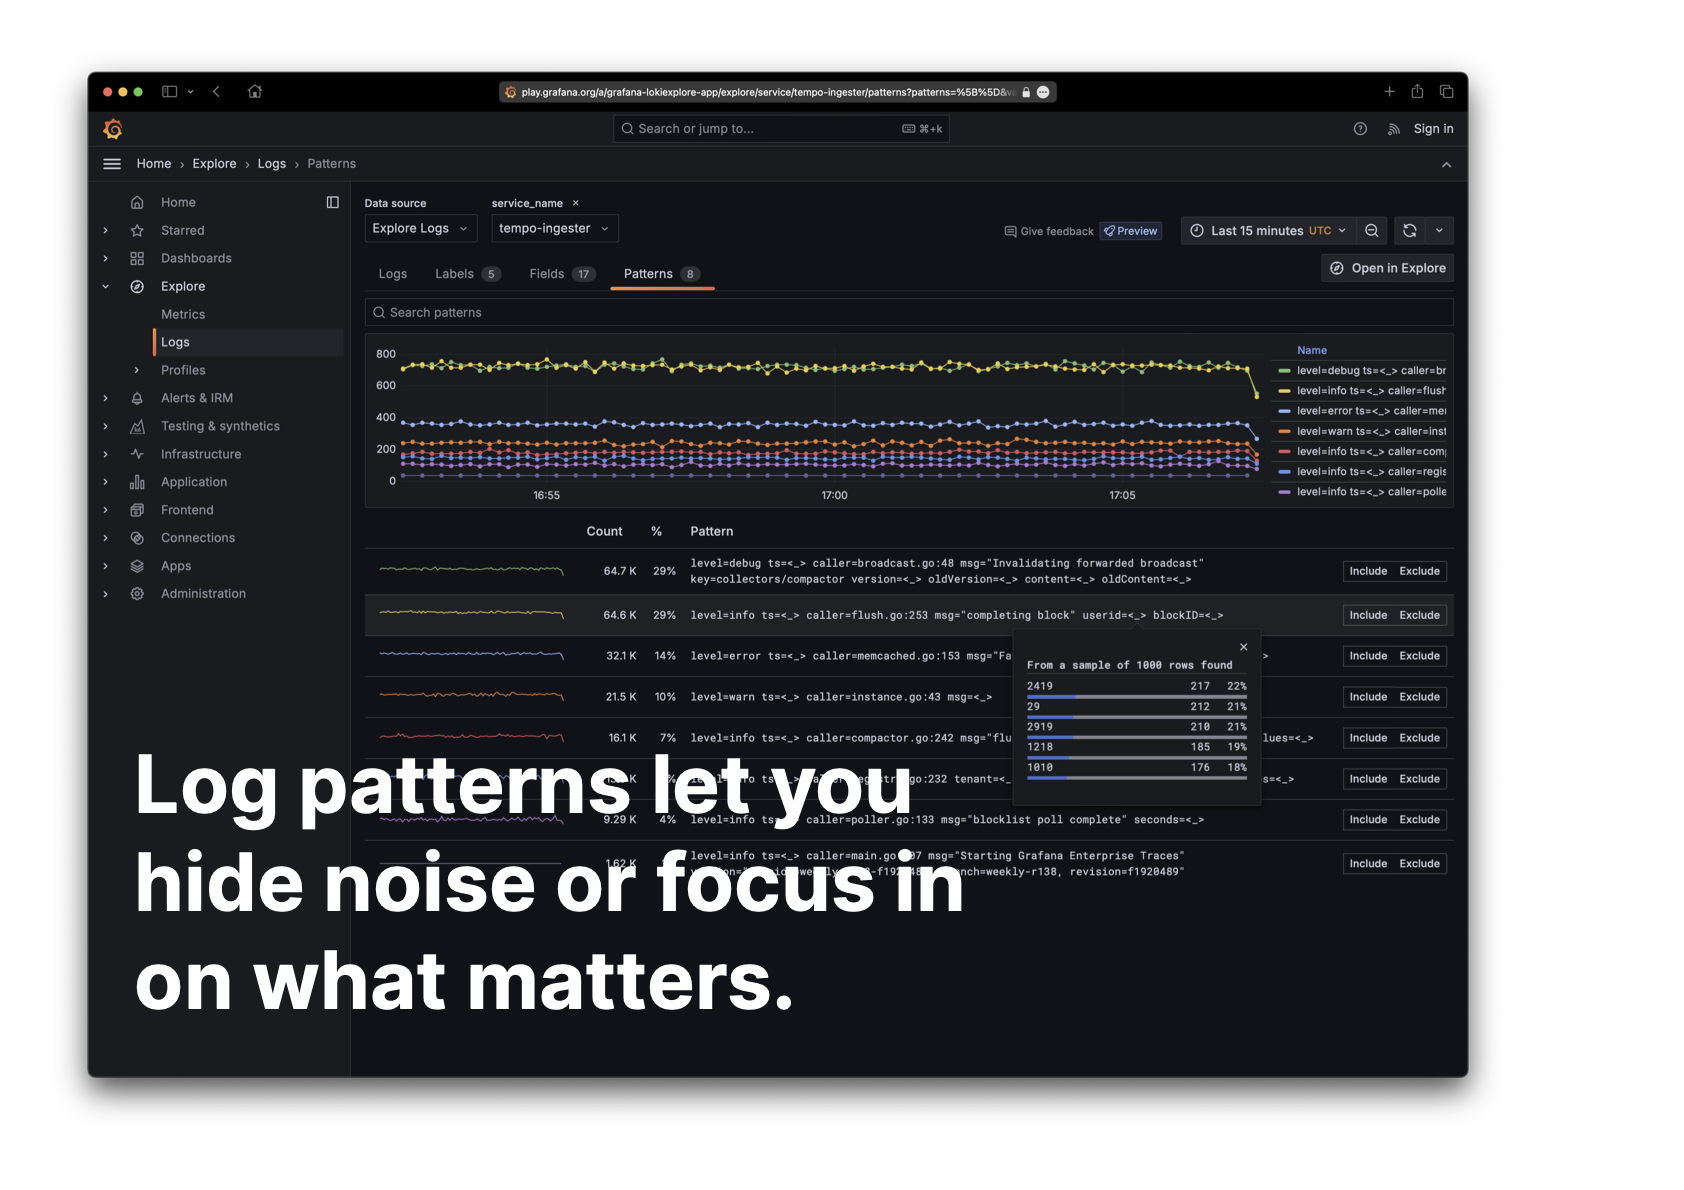 play.grafana.org/a/grafana-lokiexplore-app/explore/service/tempo-ingester/patterns?patterns=%5B%5D&v
Search or jump to... ⌘+k
Sign in
Home › Explore › Logs › Patterns
Home
Starred
Dashboards
Explore
Metrics
Logs
Profiles
Alerts & IRM
Testing & synthetics
Infrastructure
Application
Frontend
Connections
Apps
Administration
Data source service_name ×
Explore Logs tempo-ingester
Give feedback Preview Last 15 minutes UTC
Logs Labels 5 Fields 17 Patterns 8
Open in Explore
Search patterns
800
600
400
200
0
16:55 17:00 17:05
Name
level=debug ts=<_> caller=br
level=info ts=<_> caller=flush
level=error ts=<_> caller=mem
level=warn ts=<_> caller=inst
level=info ts=<_> caller=com
level=info ts=<_> caller=regis
level=info ts=<_> caller=polle
Count % Pattern
64.7 K 29% level=debug ts=<_> caller=broadcast.go:48 msg="Invalidating forwarded broadcast"
key=collectors/compactor version=<_> oldVersion=<_> content=<_> oldContent=<_>
Include Exclude
64.6 K 29% level=info ts=<_> caller=flush.go:253 msg="completing block" userid=<_> blockID=<_>
Include Exclude
32.1 K 14% level=error ts=<_> caller=memcached.go:153 msg="Fa >
Include Exclude
21.5 K 10% level=warn ts=<_> caller=instance.go:43 msg=<_>
Include Exclude
16.1 K 7% level=info ts=<_> caller=compactor.go:242 msg="flu lues=<_>
Include Exclude
go:232 tenant=<_ s=<_>
Include Exclude
9.29 K 4% level=info ts=<_> caller=poller.go:133 msg="blocklist poll complete" seconds=<_>
Include Exclude
level=info ts=<_> msg="Starting Grafana Enterprise Traces"
revision=f1920489"
Include Exclude
From a sample of 1000 rows found
2419 217 22%
29 212 21%
2919 210 21%
1218 185 19%
1010 176 18%
Log patterns let you
hide noise or focus in
on what matters.